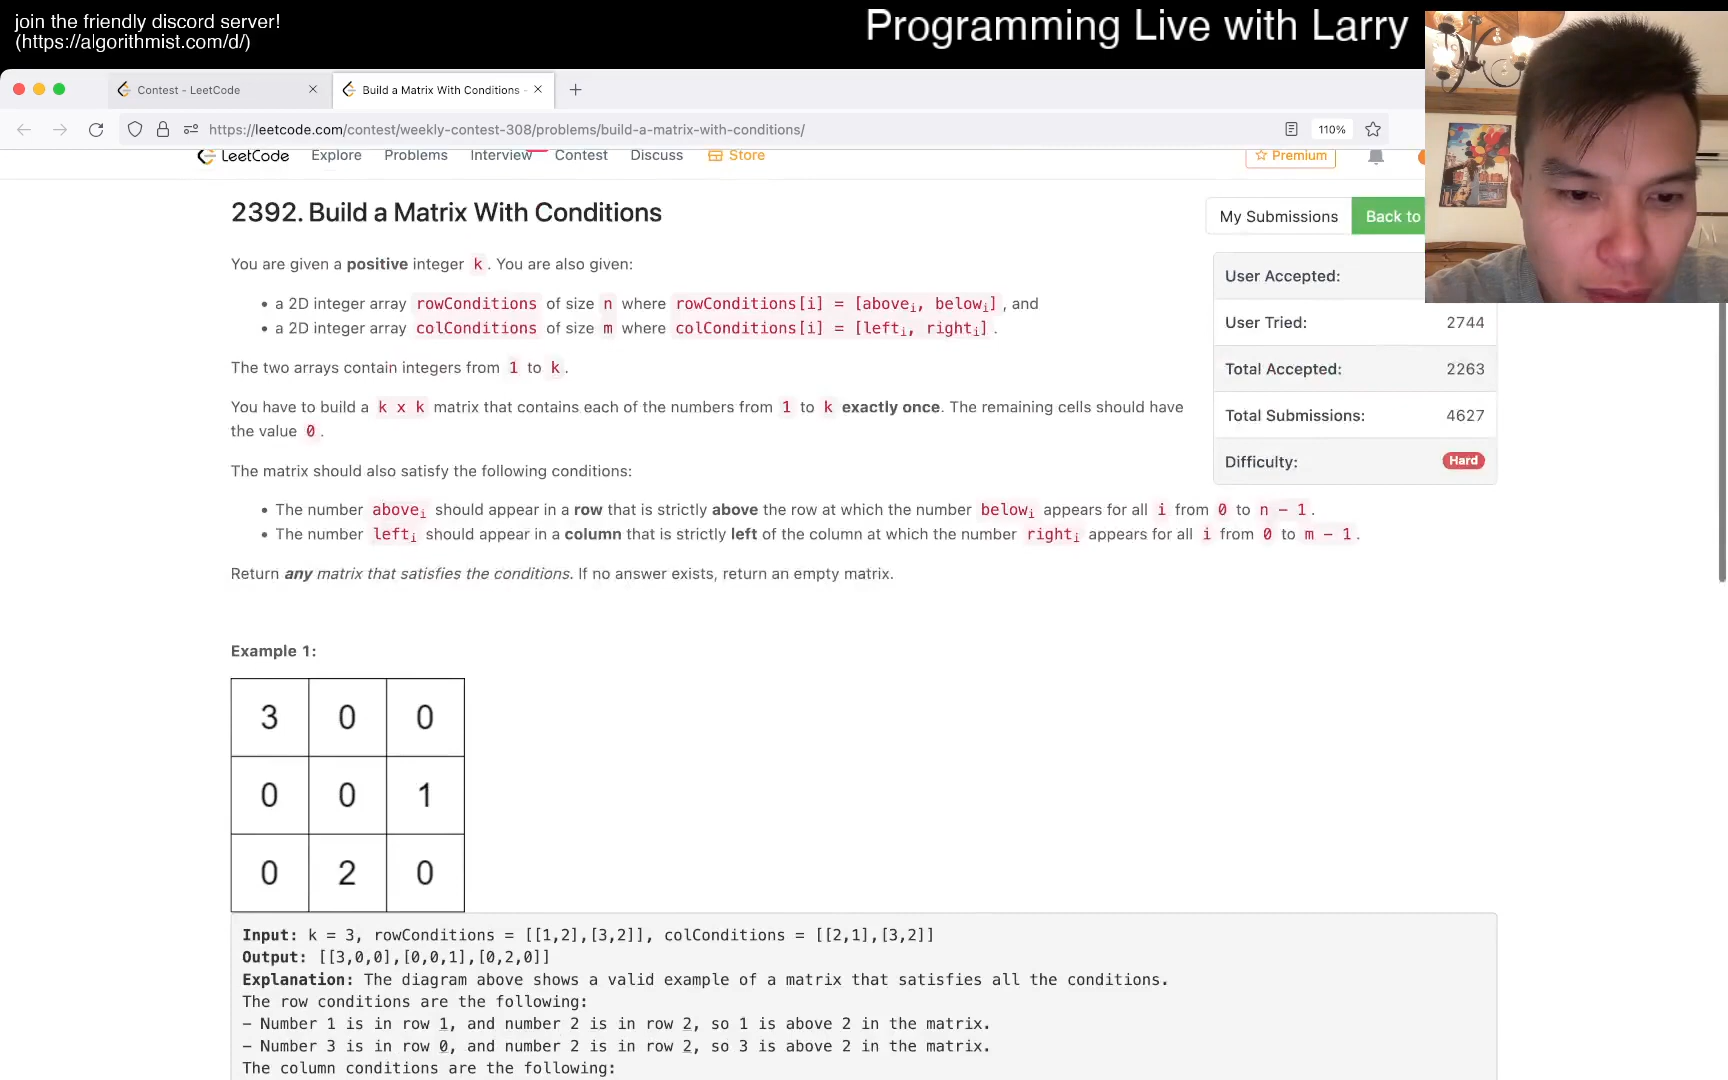 join the friendly discord server!
(https://algorithmist.com/d/)
Programming Live with Larry
Contest - LeetCode
Build a Matrix With Conditions -
https://leetcode.com/contest/weekly-contest-308/problems/build-a-matrix-with-conditions/
110%
LeetCode Explore Problems Interview Contest Discuss Store
Premium
2392. Build a Matrix With Conditions
My Submissions
Back to
You are given a positive integer k. You are also given:
• a 2D integer array rowConditions of size n where rowConditions[i] = [aboveᵢ, belowᵢ], and
• a 2D integer array colConditions of size m where colConditions[i] = [leftᵢ, rightᵢ].
The two arrays contain integers from 1 to k.
You have to build a k x k matrix that contains each of the numbers from 1 to k exactly once. The remaining cells should have
the value 0.
The matrix should also satisfy the following conditions:
• The number aboveᵢ should appear in a row that is strictly above the row at which the number belowᵢ appears for all i from 0 to n - 1.
• The number leftᵢ should appear in a column that is strictly left of the column at which the number rightᵢ appears for all i from 0 to m - 1.
Return any matrix that satisfies the conditions. If no answer exists, return an empty matrix.
User Accepted:
User Tried: 2744
Total Accepted: 2263
Total Submissions: 4627
Difficulty: Hard
Example 1:
3 0 0
0 0 1
0 2 0
Input: k = 3, rowConditions = [[1,2],[3,2]], colConditions = [[2,1],[3,2]]
Output: [[3,0,0],[0,0,1],[0,2,0]]
Explanation: The diagram above shows a valid example of a matrix that satisfies all the conditions.
The row conditions are the following:
- Number 1 is in row 1, and number 2 is in row 2, so 1 is above 2 in the matrix.
- Number 3 is in row 0, and number 2 is in row 2, so 3 is above 2 in the matrix.
The column conditions are the following: